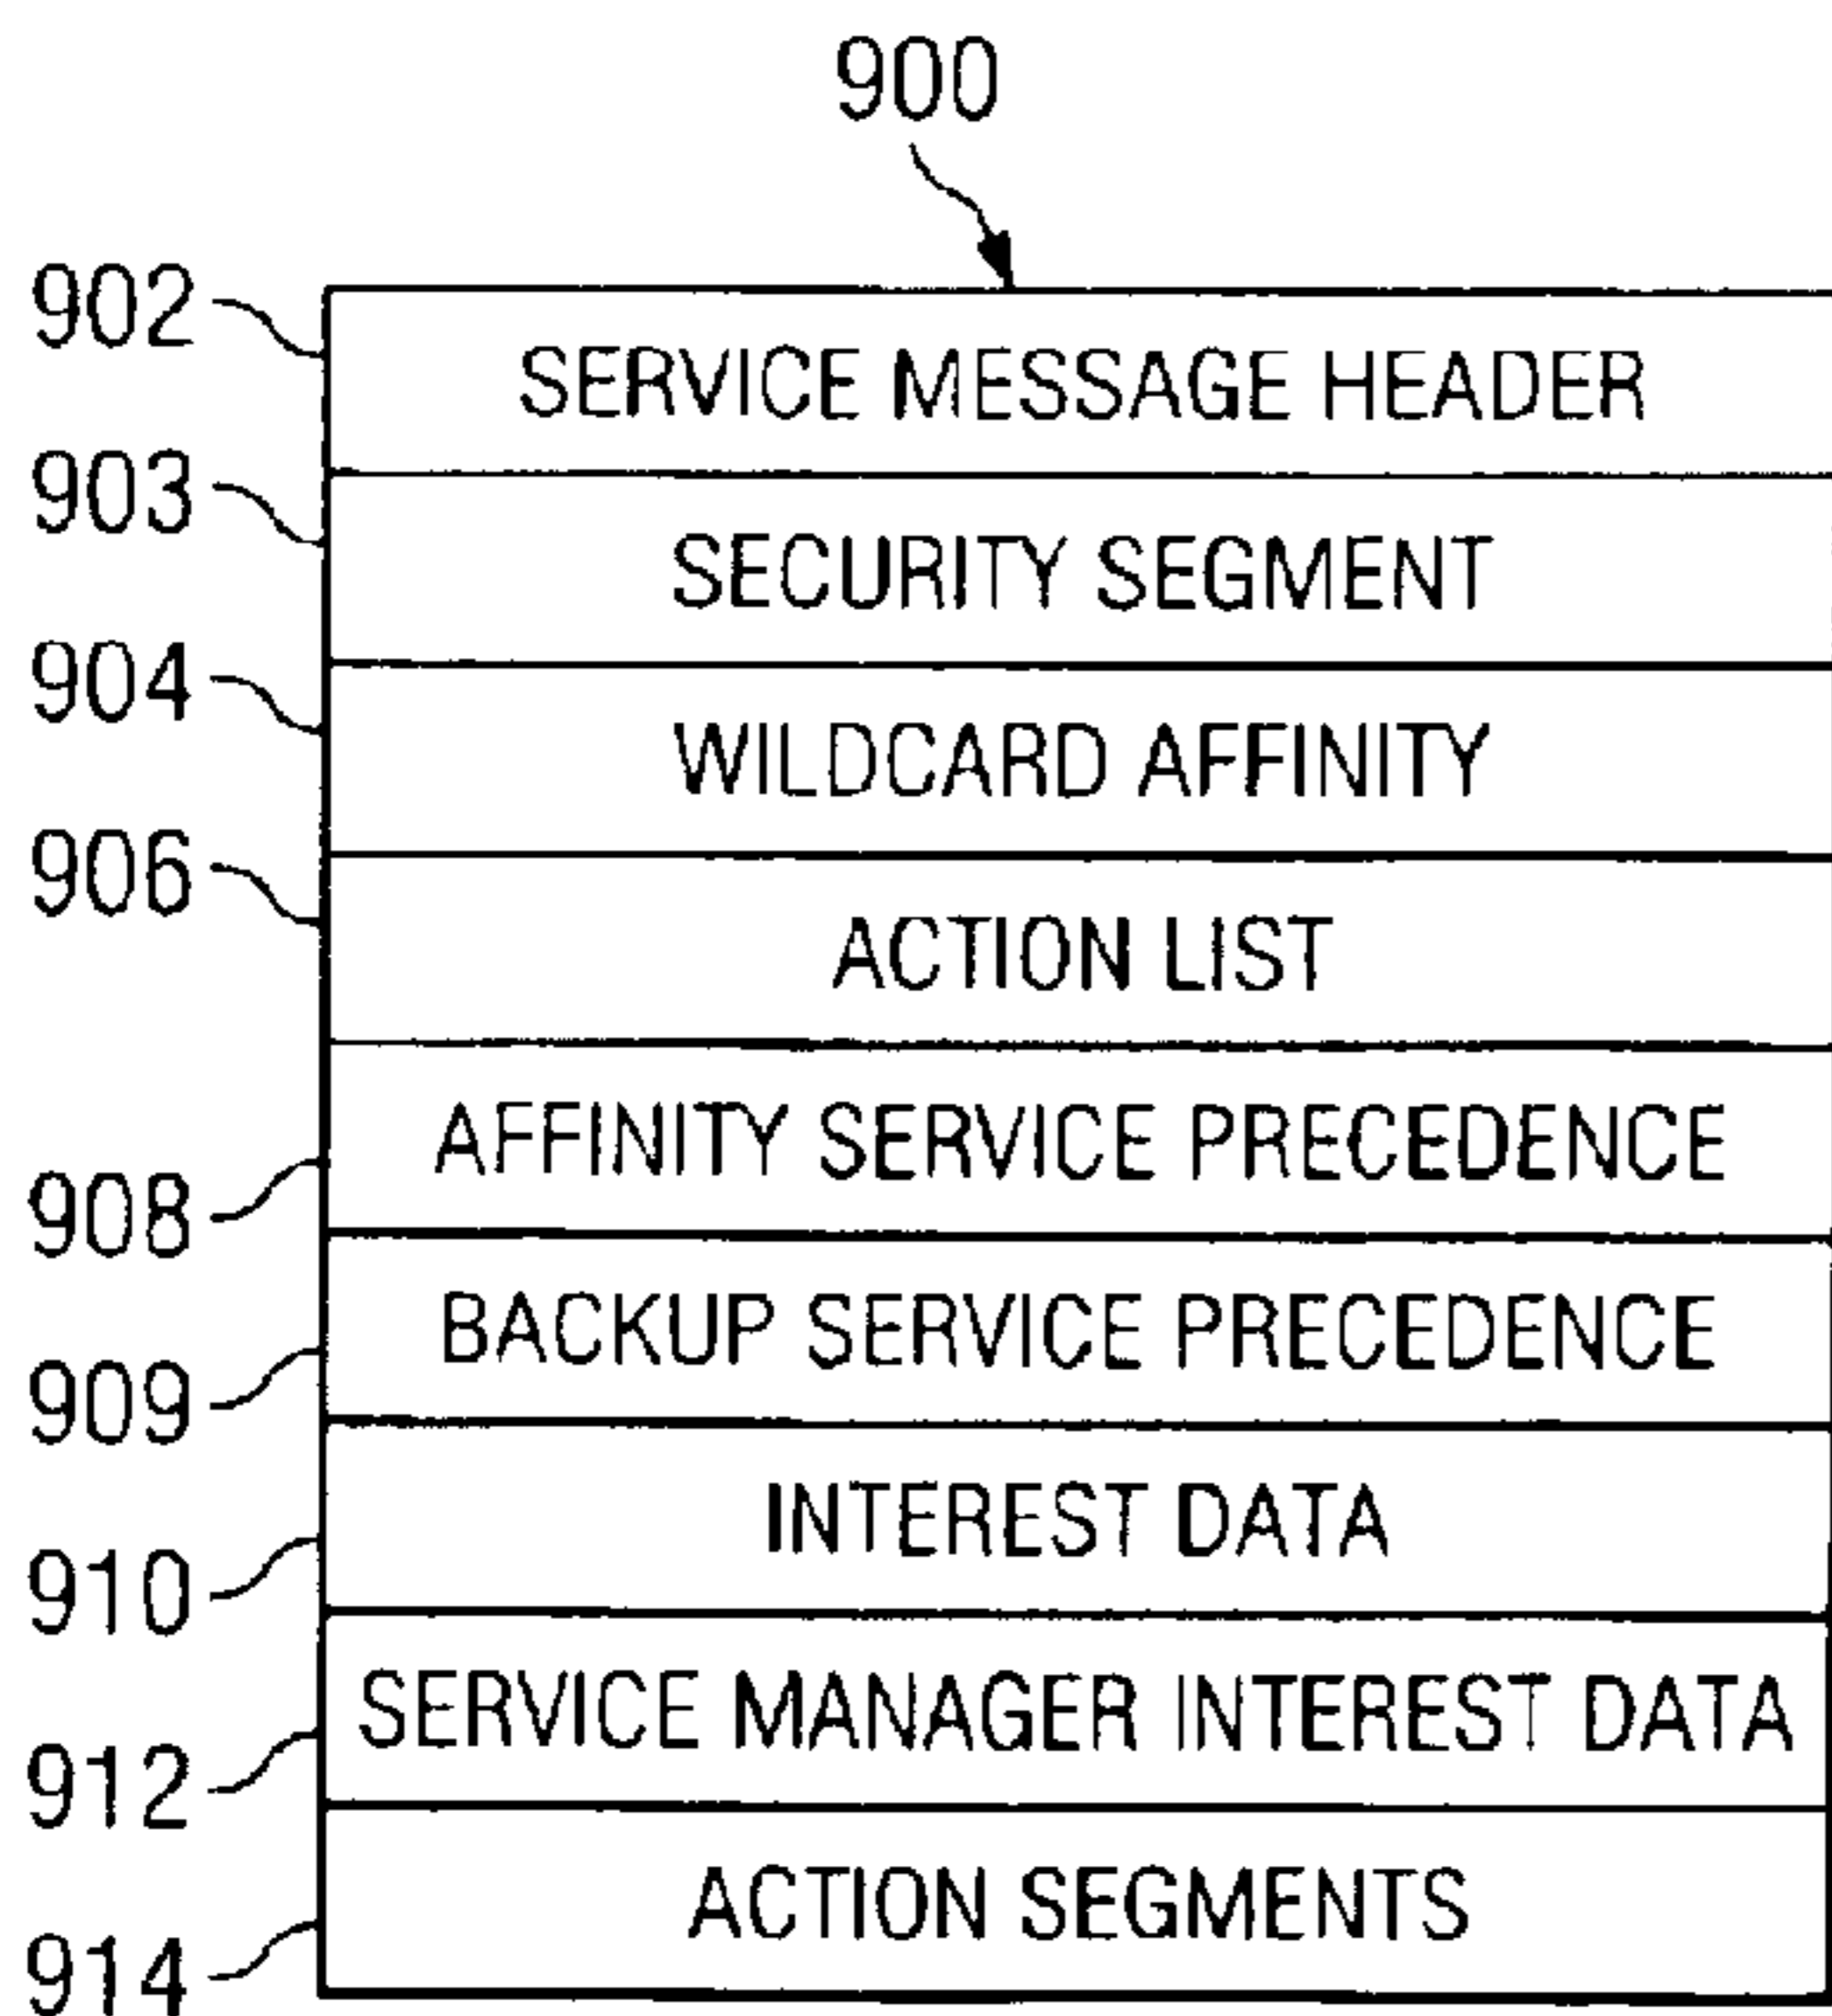 900
902
SERVICE MESSAGE HEADER
903
SECURITY SEGMENT
904
WILDCARD AFFINITY
906
ACTION LIST
908
AFFINITY SERVICE PRECEDENCE
909
BACKUP SERVICE PRECEDENCE
910
INTEREST DATA
912
SERVICE MANAGER INTEREST DATA
914
ACTION SEGMENTS